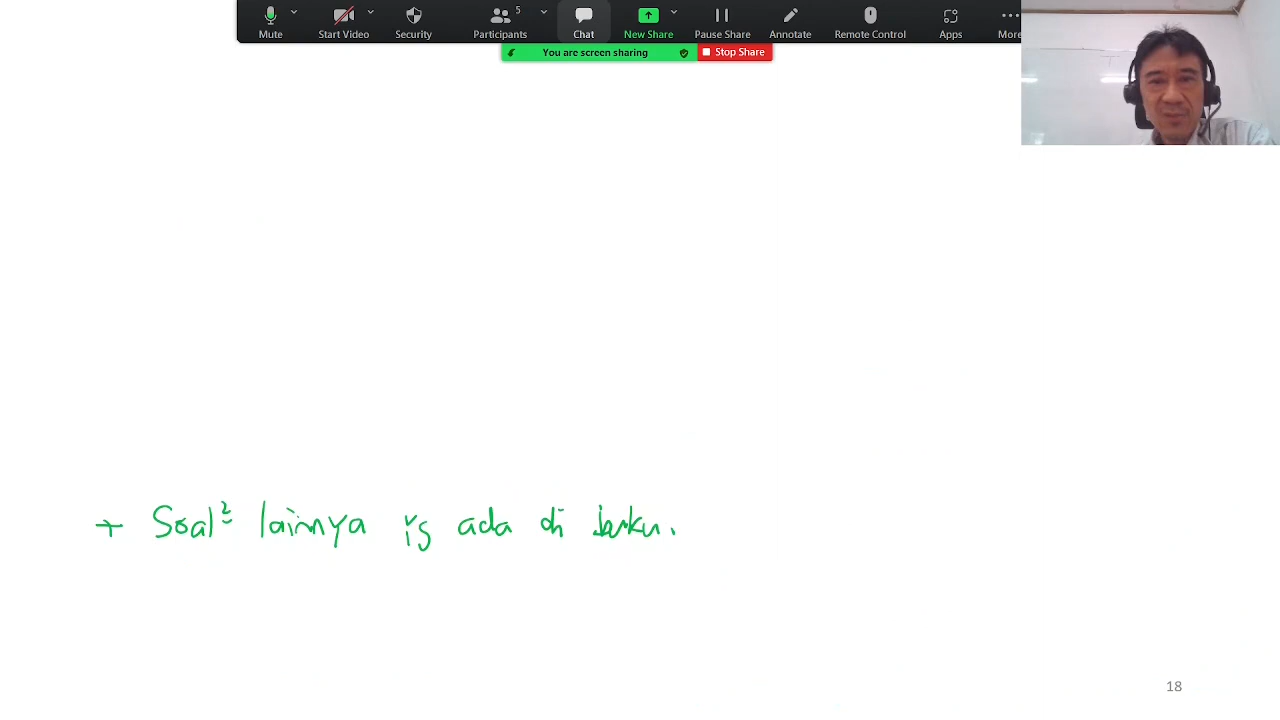 5
Mute Start Video Security Participants Chat New Share Pause Share Annotate Remote Control Apps More
You are screen sharing Stop Share
+ Soal² lainnya yg ada di buku.
18